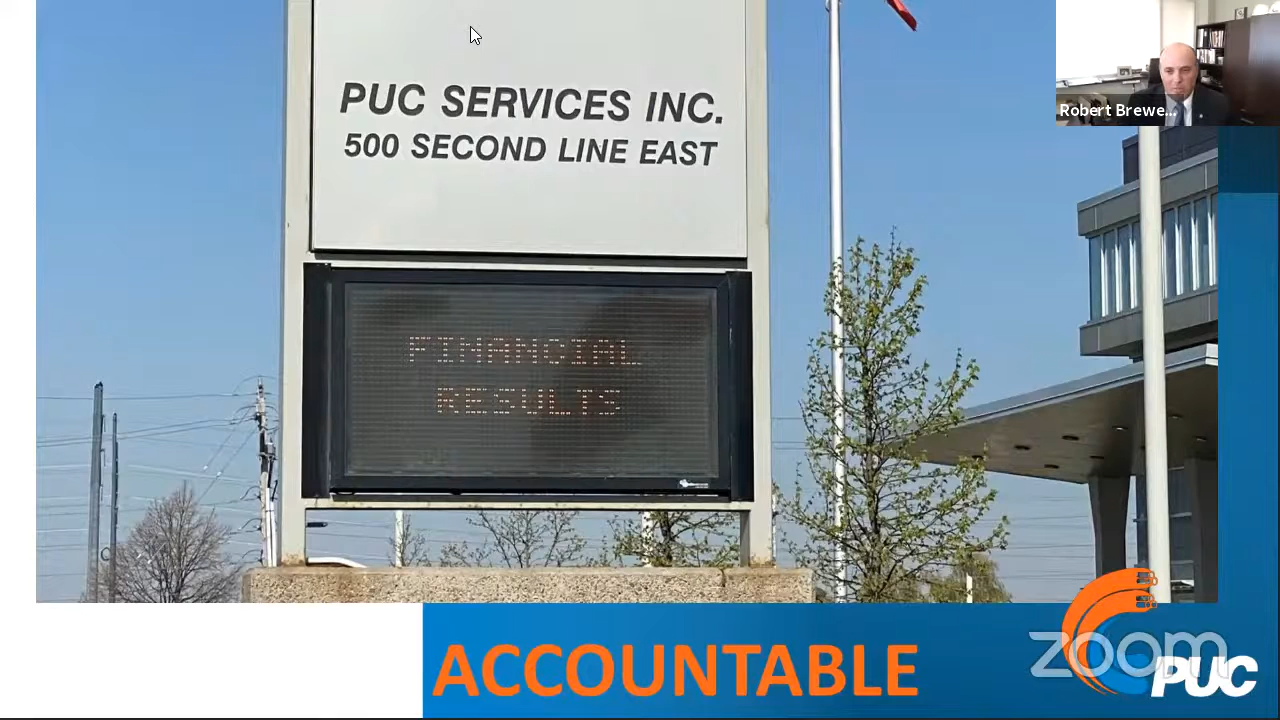 PUC SERVICES INC.
500 SECOND LINE EAST
Robert Brewe...
FINANCIAL
RESULTS
ACCOUNTABLE
zoom
PUC